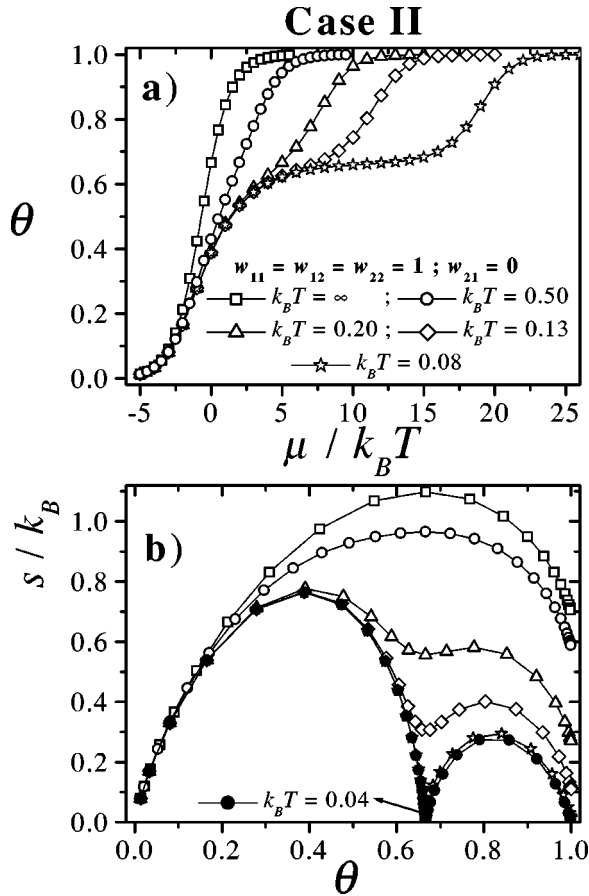 Case II
a)
1.0
0.8
0.6
0.4
0.2
0.0
θ
w11 = w12 = w22 = 1 ; w21 = 0
kBT = ∞ ; kBT = 0.50
kBT = 0.20 ; kBT = 0.13
kBT = 0.08
-5 0 5 10 15 20 25
μ / kBT
b)
s / kB
1.0
0.8
0.6
0.4
0.2
0.0
kBT = 0.04
0.0 0.2 0.4 0.6 0.8 1.0
θ